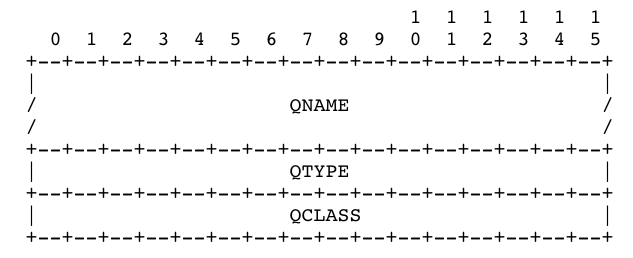 1  1  1  1  1  1
  0  1  2  3  4  5  6  7  8  9  0  1  2  3  4  5
+--+--+--+--+--+--+--+--+--+--+--+--+--+--+--+--+
|                                               |
/                     QNAME                     /
/                                               /
+--+--+--+--+--+--+--+--+--+--+--+--+--+--+--+--+
|                     QTYPE                     |
+--+--+--+--+--+--+--+--+--+--+--+--+--+--+--+--+
|                     QCLASS                    |
+--+--+--+--+--+--+--+--+--+--+--+--+--+--+--+--+